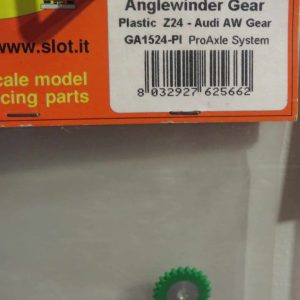 Anglewinder Gear
Plastic Z24 - Audi AW Gear
GA1524-Pl ProAxle System
www.slot.it
8 032927 625662
cale model
cing parts